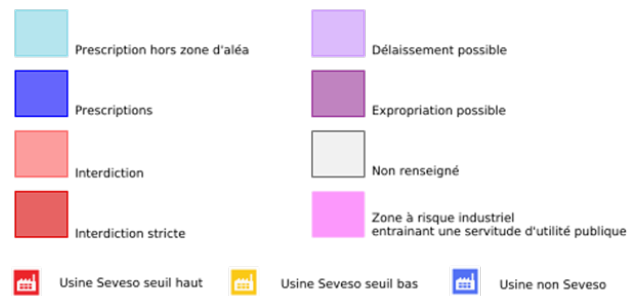 Prescription hors zone d'aléa
Délaissement possible
Prescriptions
Expropriation possible
Interdiction
Non renseigné
Interdiction stricte
Zone à risque industriel
entrainant une servitude d'utilité publique
Usine Seveso seuil haut
Usine Seveso seuil bas
Usine non Seveso